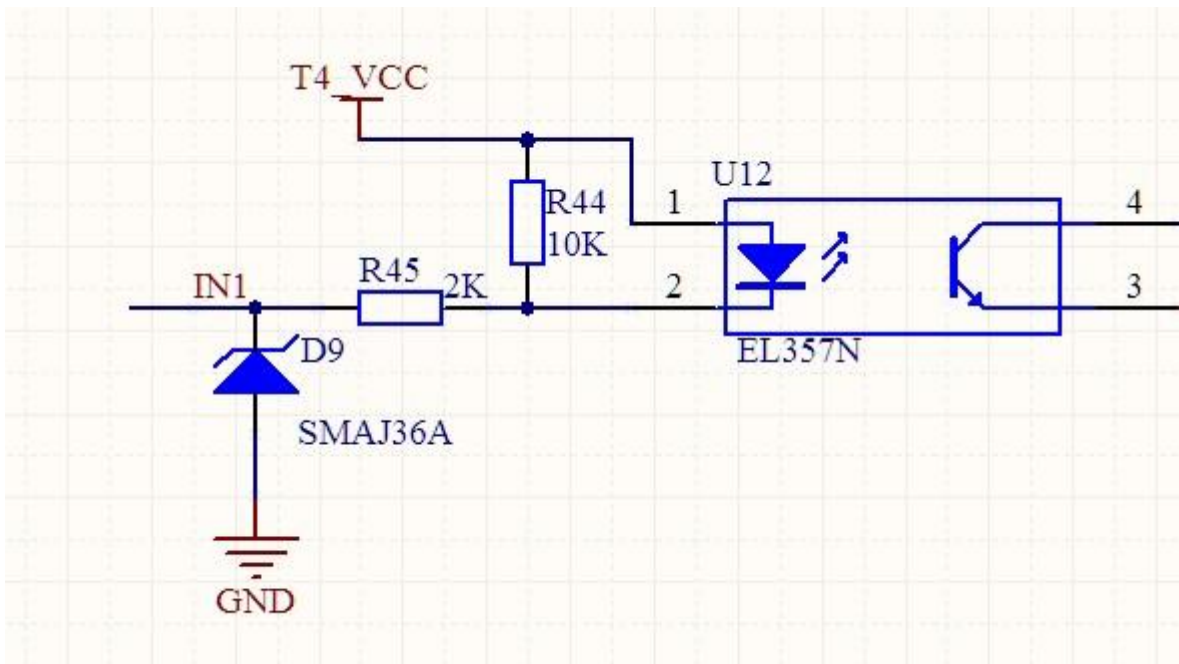 T4_VCC
U12
R44
10K
1
4
R45
2K
IN1
2
3
D9
EL357N
SMAJ36A
GND